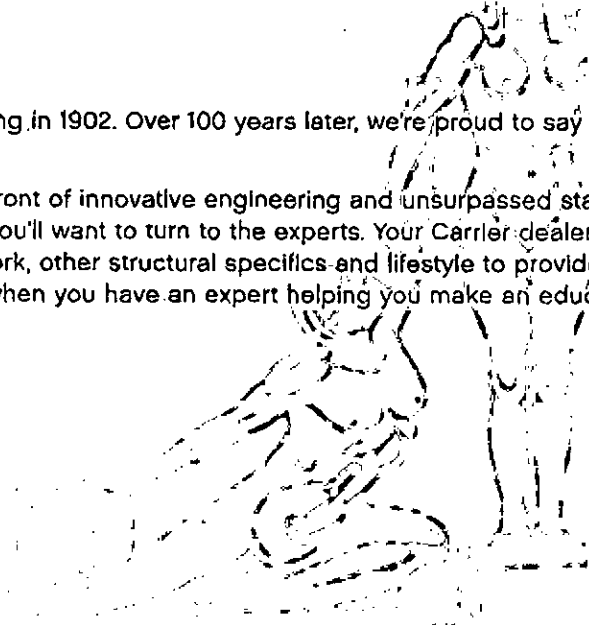 ng in 1902. Over 100 years later, we're proud to say
ront of innovative engineering and unsurpassed sta
ou'll want to turn to the experts. Your Carrier dealer
ork, other structural specifics and lifestyle to provid
when you have an expert helping you make an educ